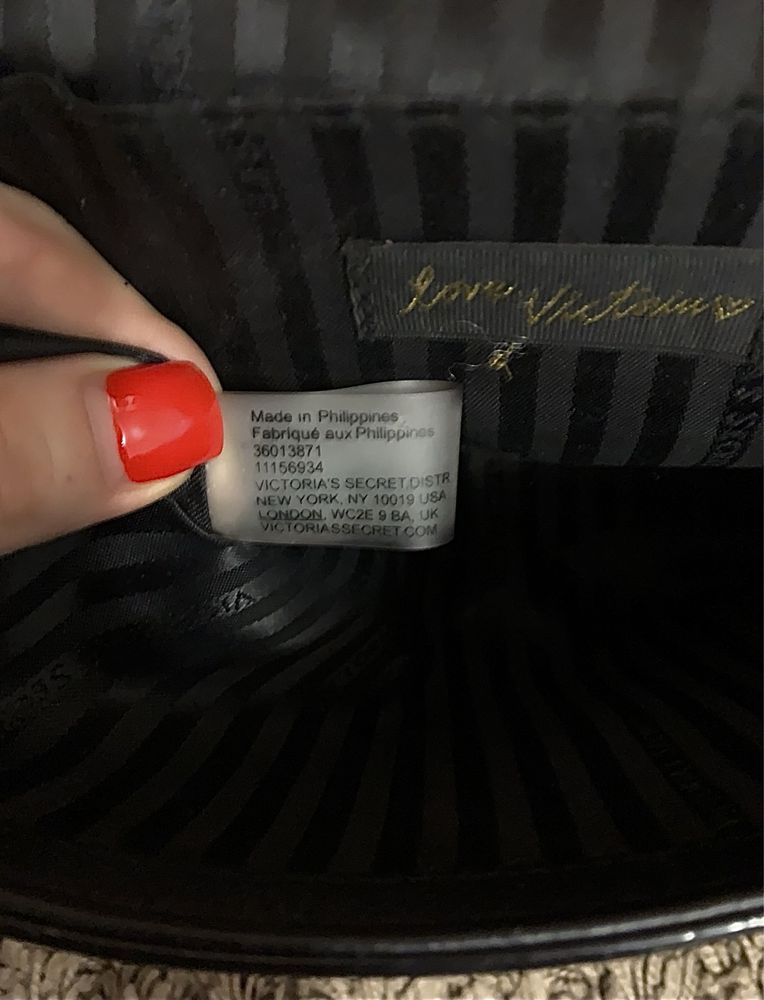 love, Victoria
Made in Philippines
Fabriqué aux Philippines
36013871
11156934
VICTORIA'S SECRET DISTR
NEW YORK, NY 10019 USA
LONDON, WC2E 9 BA, UK
VICTORIASSECRET.COM